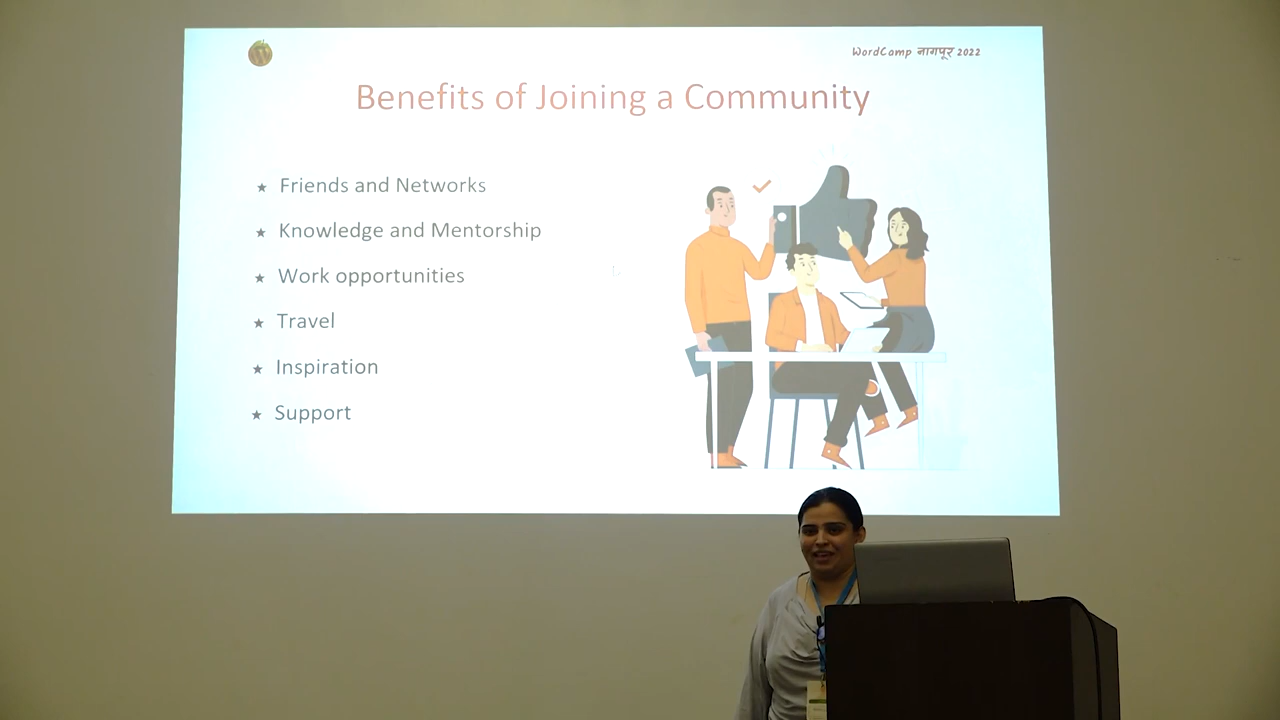 WordCamp नागपूर 2022
Benefits of Joining a Community
Friends and Networks
Knowledge and Mentorship
Work opportunities
Travel
Inspiration
Support